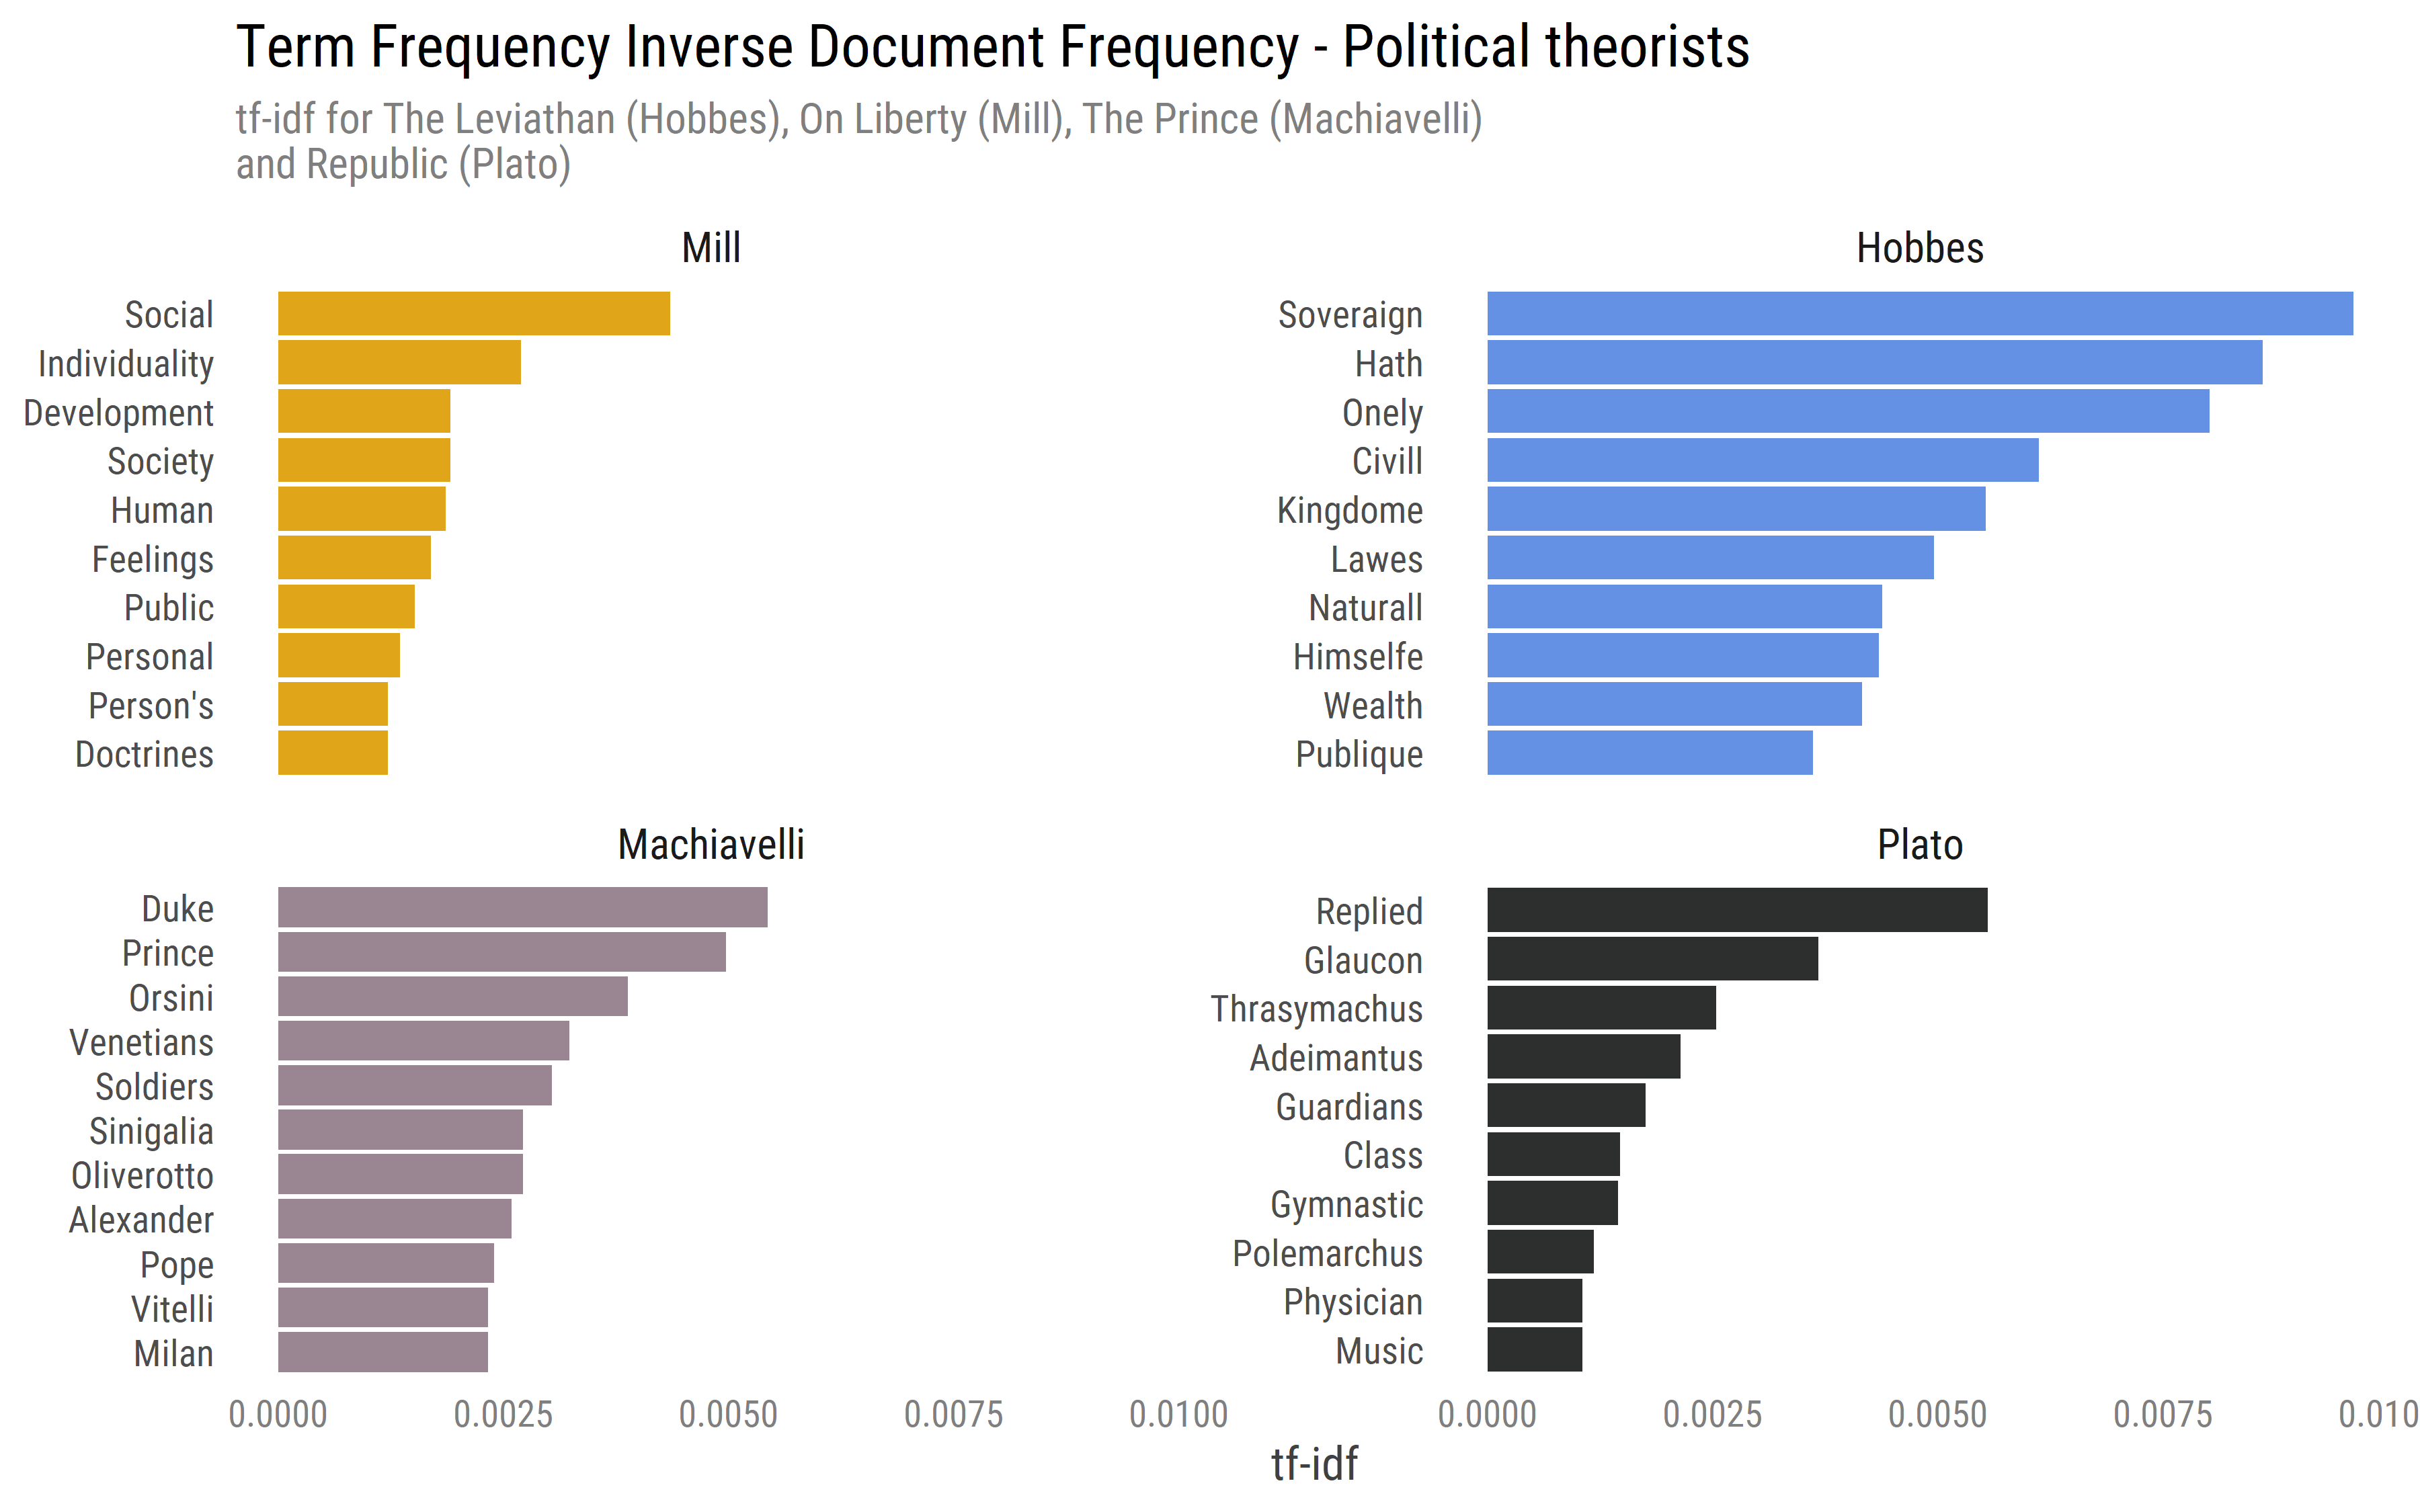 Term Frequency Inverse Document Frequency - Political theorists
tf-idf for The Leviathan (Hobbes), On Liberty (Mill), The Prince (Machiavelli)
and Republic (Plato)
Mill
Social
Individuality
Development
Society
Human
Feelings
Public
Personal
Person's
Doctrines
Hobbes
Soveraign
Hath
Onely
Civill
Kingdome
Lawes
Naturall
Himselfe
Wealth
Publique
Machiavelli
Duke
Prince
Orsini
Venetians
Soldiers
Sinigalia
Oliverotto
Alexander
Pope
Vitelli
Milan
Plato
Replied
Glaucon
Thrasymachus
Adeimantus
Guardians
Class
Gymnastic
Polemarchus
Physician
Music
0.0000 0.0025 0.0050 0.0075 0.0100
0.0000 0.0025 0.0050 0.0075 0.010
tf-idf